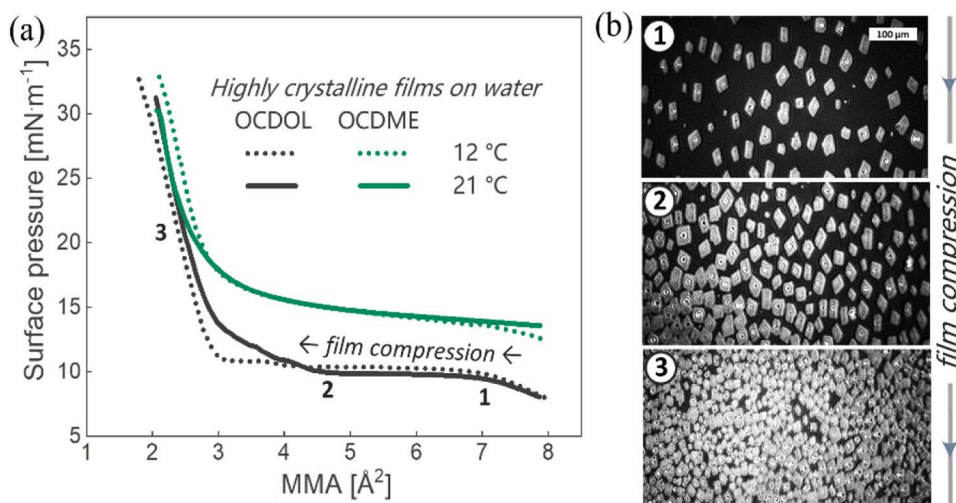 (a)
35
30
25
20
15
10
5
Surface pressure [mN·m⁻¹]
Highly crystalline films on water
OCDOL OCDME
12 °C
21 °C
3
← film compression ←
2
1
1 2 3 4 5 6 7 8
MMA [Å²]
(b)
1
100 µm
2
3
film compression